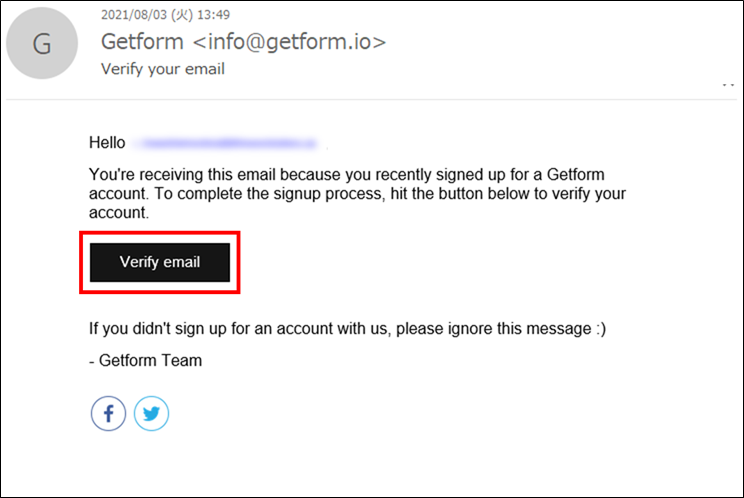 2021/08/03 (火) 13:49
G
Getform <info@getform.io>
Verify your email
Hello
You're receiving this email because you recently signed up for a Getform
account. To complete the signup process, hit the button below to verify your
account.
Verify email
If you didn't sign up for an account with us, please ignore this message :)
- Getform Team